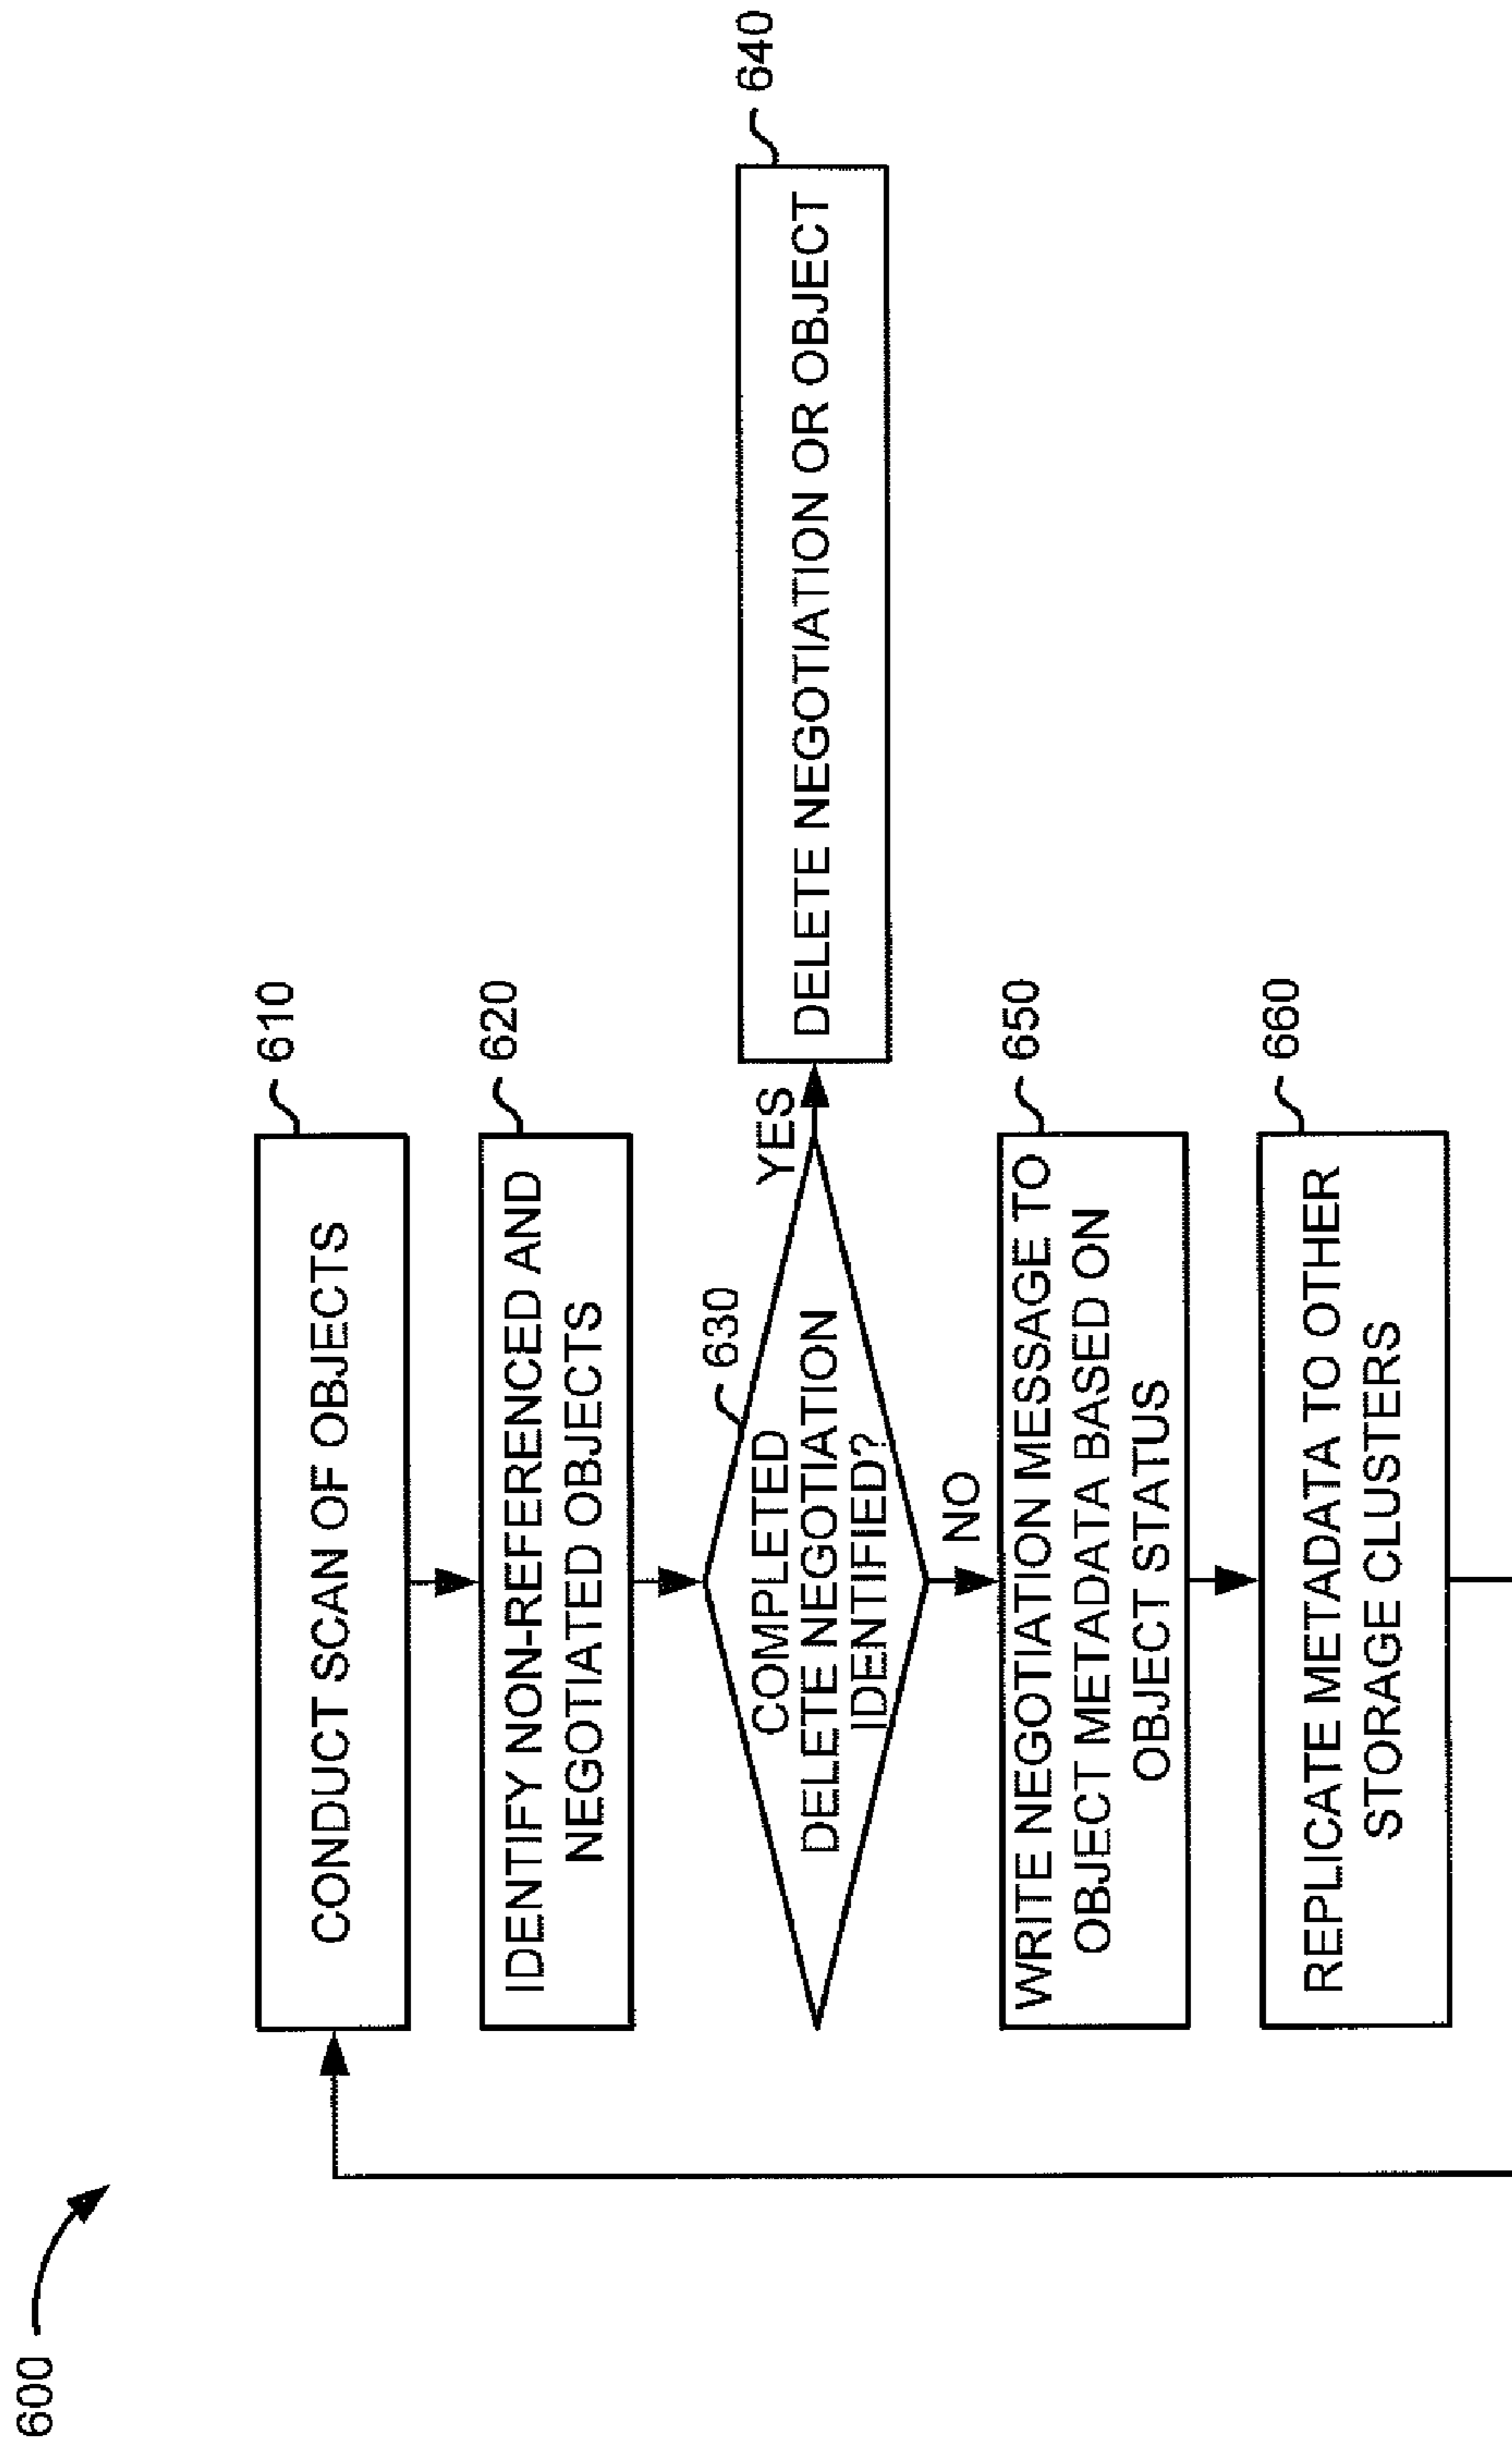 600
610
CONDUCT SCAN OF OBJECTS
620
IDENTIFY NON-REFERENCED AND
NEGOTIATED OBJECTS
630
COMPLETED
DELETE NEGOTIATION
IDENTIFIED?
YES
640
DELETE NEGOTIATION OR OBJECT
NO
650
WRITE NEGOTIATION MESSAGE TO
OBJECT METADATA BASED ON
OBJECT STATUS
660
REPLICATE METADATA TO OTHER
STORAGE CLUSTERS